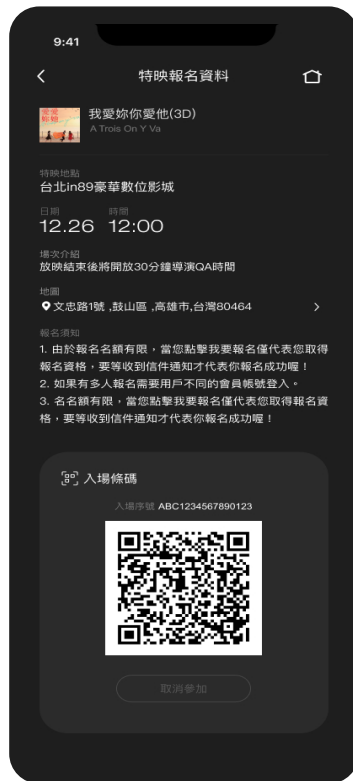 9:41
特映報名資料
我愛妳你愛他(3D)
A Trois On Y Va
特映地點
台北in89豪華數位影城
日期 時間
12.26 12:00
場次介紹
放映結束後將開放30分鐘導演QA時間
地圖
文忠路1號 ,鼓山區 ,高雄市,台灣80464
報名須知
1. 由於報名名額有限,當您點擊我要報名僅代表您取得
報名資格,要等收到信件通知才代表你報名成功喔!
2. 如果有多人報名需要用戶不同的會員帳號登入。
3. 名名額有限,當您點擊我要報名僅代表您取得報名資
格,要等收到信件通知才代表你報名成功喔!
入場條碼
入場序號 ABC1234567890123
取消參加